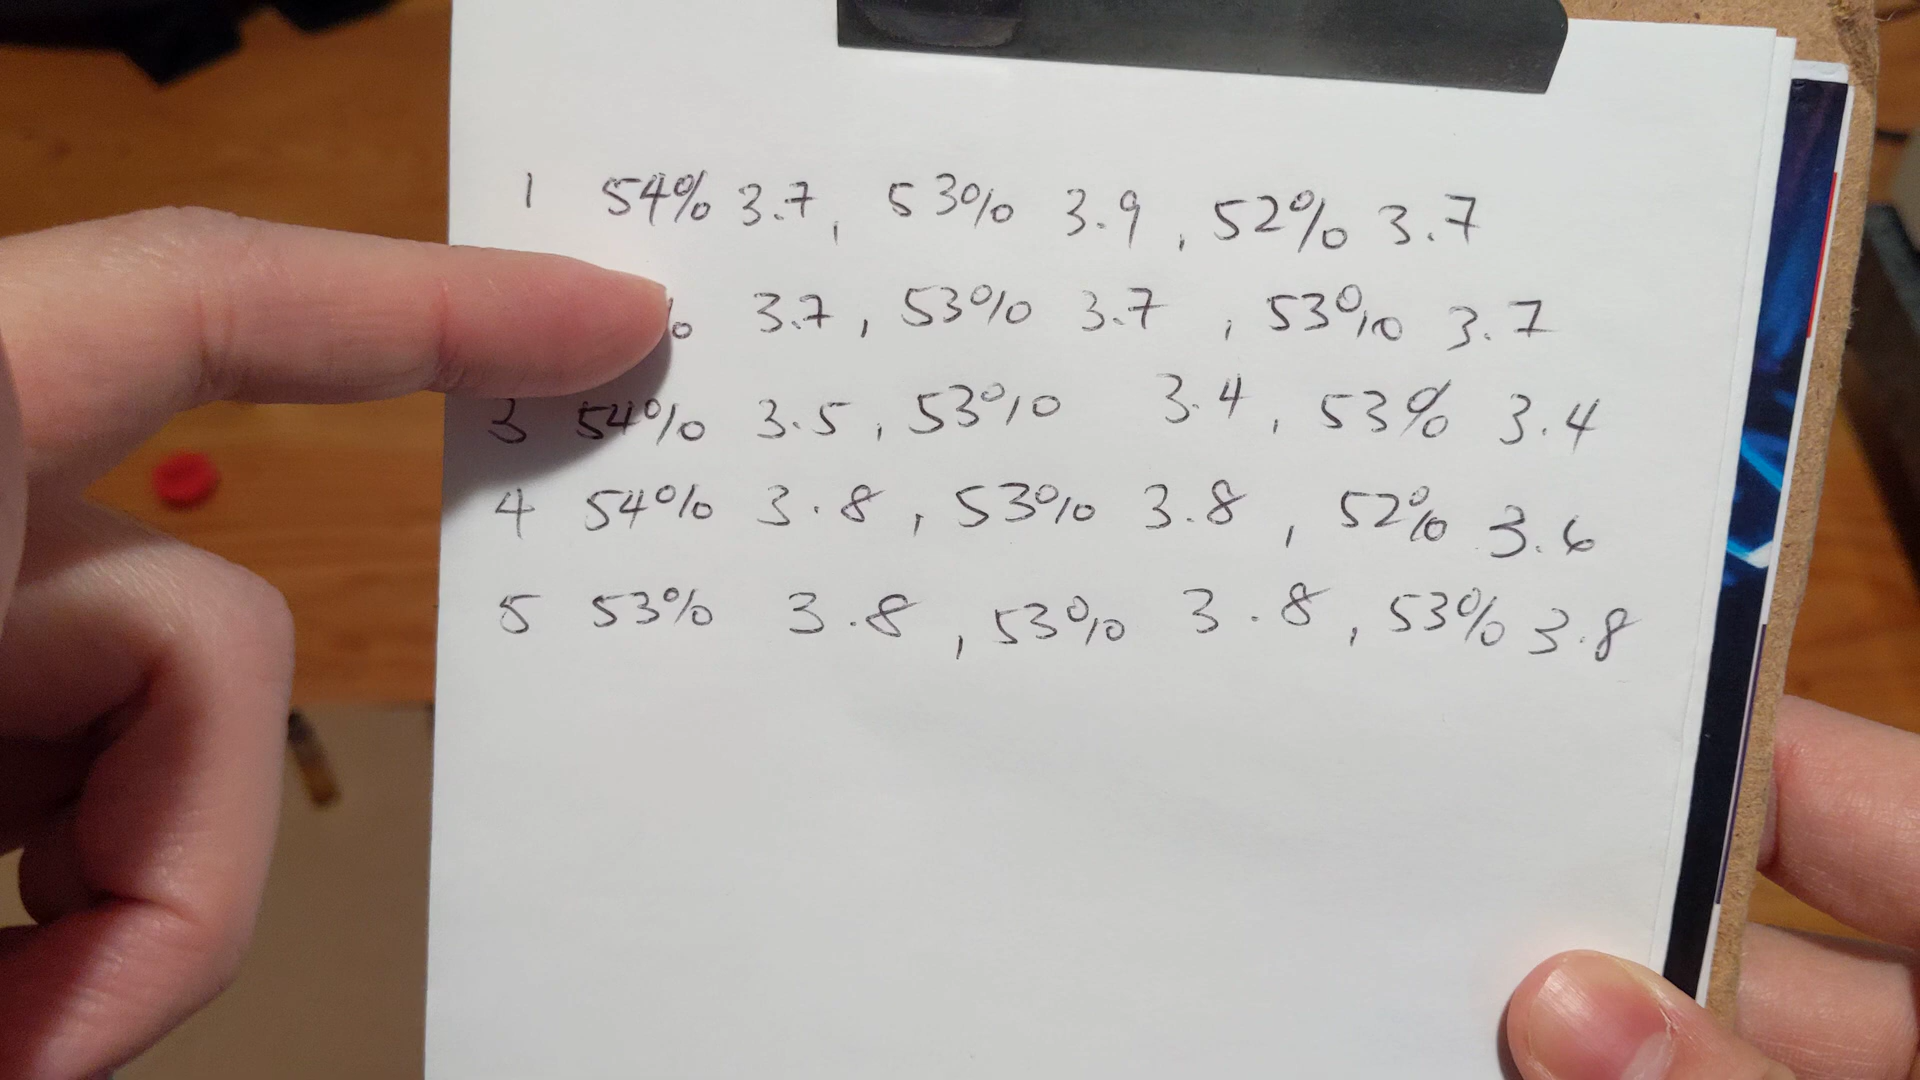 1 54% 3.7, 53% 3.9, 52% 3.7
% 3.7, 53% 3.7, 53% 3.7
3 54% 3.5, 53% 3.4, 53% 3.4
4 54% 3.8, 53% 3.8, 52% 3.6
5 53% 3.8, 53% 3.8, 53% 3.8